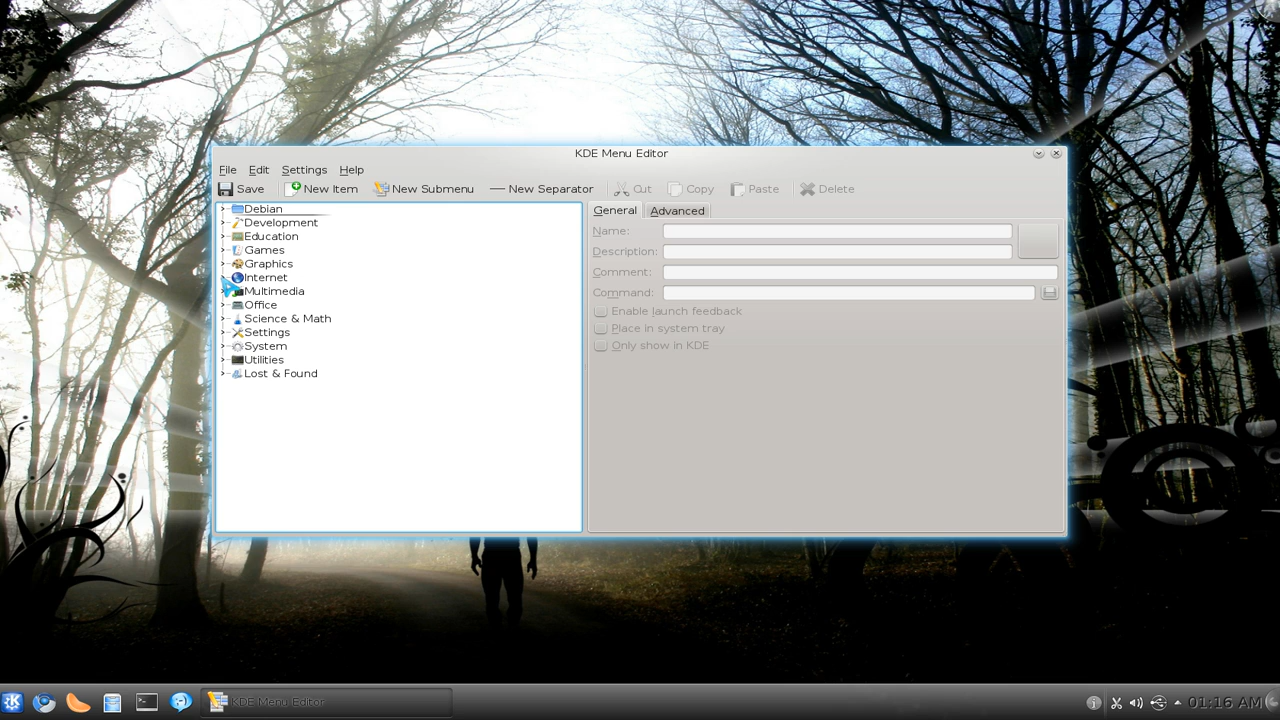 KDE Menu Editor
File Edit Settings Help
Save New Item New Submenu New Separator Cut Copy Paste Delete
Debian
Development
Education
Games
Graphics
Internet
Multimedia
Office
Science & Math
Settings
System
Utilities
Lost & Found
General Advanced
Name:
Description:
Comment:
Command:
Enable launch feedback
Place in system tray
Only show in KDE
KDE Menu Editor
01:16 AM